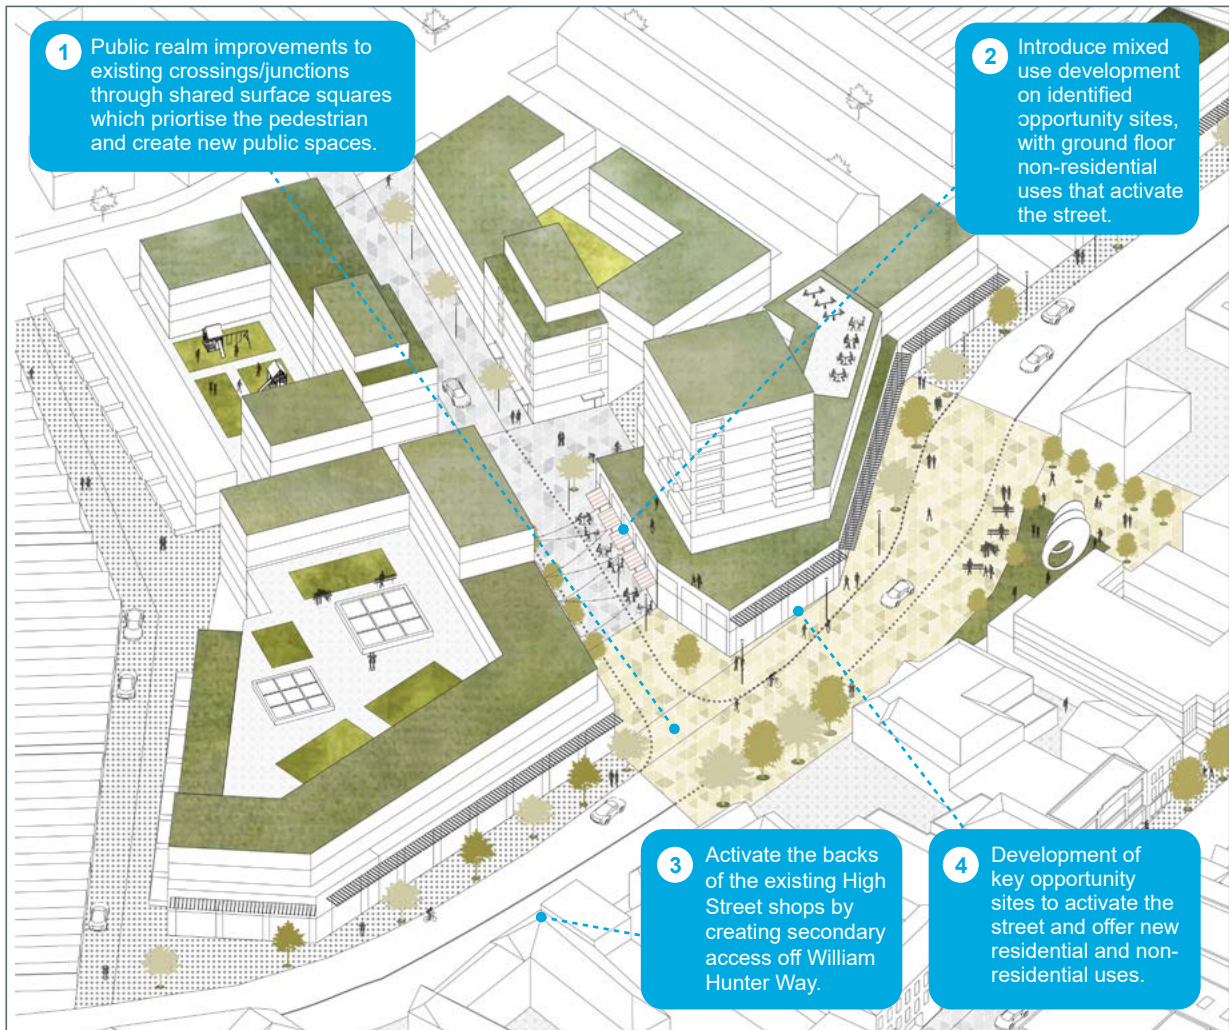 1
Public realm improvements to
existing crossings/junctions
through shared surface squares
which priortise the pedestrian
and create new public spaces.
2
Introduce mixed
use development
on identified
opportunity sites,
with ground floor
non-residential
uses that activate
the street.
3
Activate the backs
of the existing High
Street shops by
creating secondary
access off William
Hunter Way.
4
Development of
key opportunity
sites to activate the
street and offer new
residential and non-
residential uses.